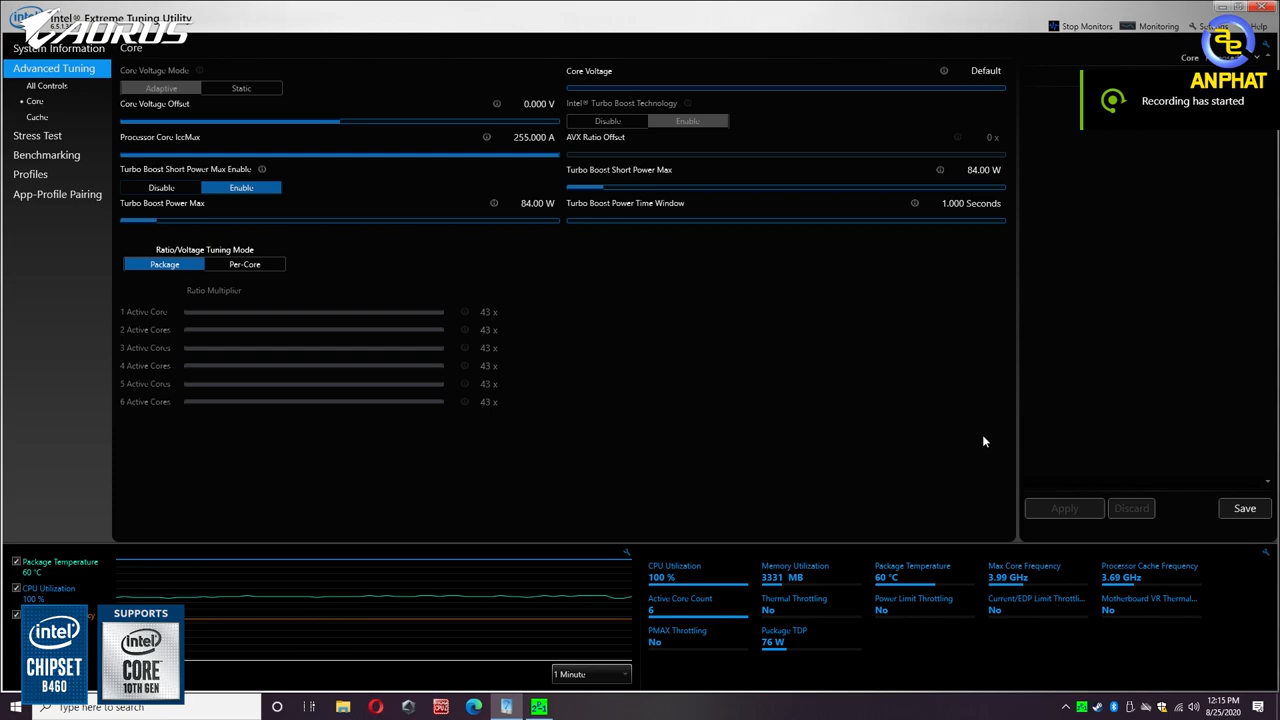 Intel® Extreme Tuning Utility
AORUS
Stop Monitors
Monitoring
Help
System Information
Core
Core
ANPHAT
Recording has started
Advanced Tuning
All Controls
Core
Cache
Stress Test
Benchmarking
Profiles
App-Profile Pairing
Core Voltage Mode
Adaptive
Static
Core Voltage
Default
Core Voltage Offset
0.000 V
Intel® Turbo Boost Technology
Disable
Enable
Processor Core IccMax
255.000 A
AVX Ratio Offset
0 x
Turbo Boost Short Power Max Enable
Disable
Enable
Turbo Boost Short Power Max
84.00 W
Turbo Boost Power Max
84.00 W
Turbo Boost Power Time Window
1.000 Seconds
Ratio/Voltage Tuning Mode
Package
Per-Core
Ratio Multiplier
1 Active Core
43 x
2 Active Cores
43 x
3 Active Cores
43 x
4 Active Cores
43 x
5 Active Cores
43 x
6 Active Cores
43 x
Apply
Discard
Save
Package Temperature
60 °C
CPU Utilization
100 %
1 Minute
CPU Utilization
100 %
Memory Utilization
3331 MB
Package Temperature
60 °C
Max Core Frequency
3.99 GHz
Processor Cache Frequency
3.69 GHz
Active Core Count
6
Thermal Throttling
No
Power Limit Throttling
No
Current/EDP Limit Throttli...
No
Motherboard VR Thermal...
No
PMAX Throttling
No
Package TDP
76 W
intel
CHIPSET
B460
SUPPORTS
intel
CORE
10TH GEN
Type here to search
12:15 PM
8/25/2020